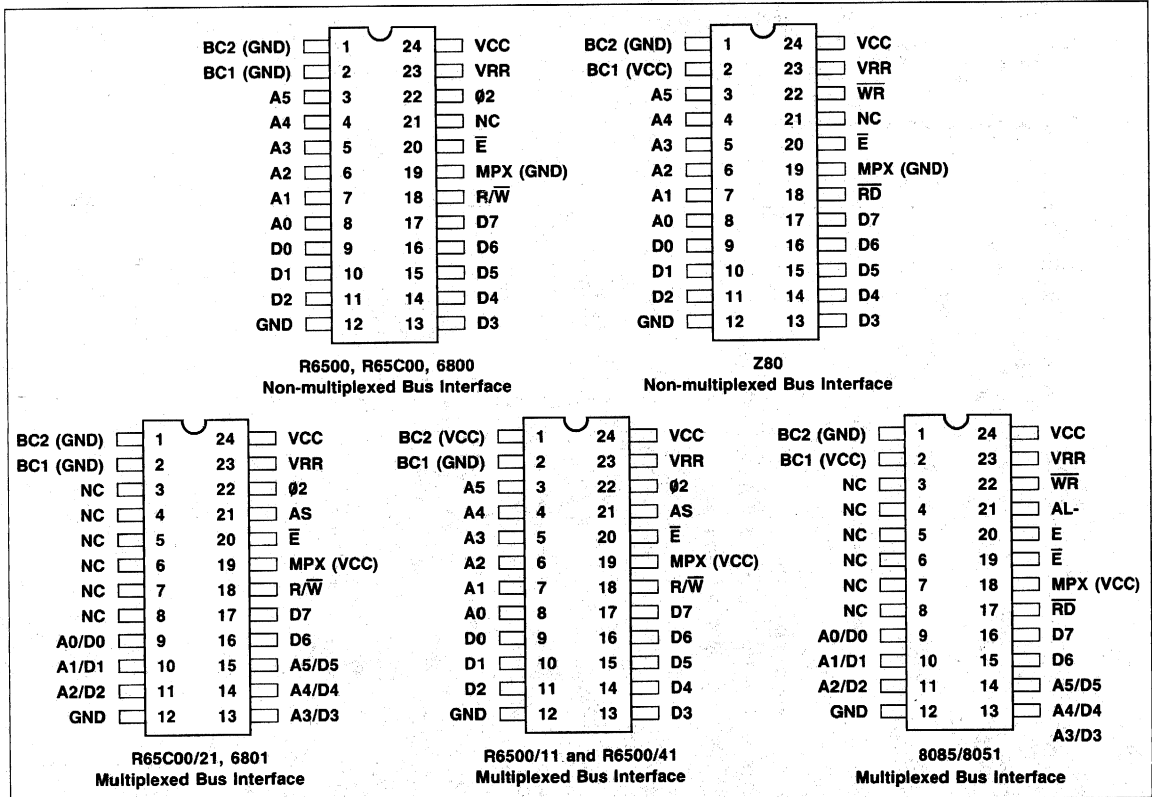 BC2 (GND) 1 24 VCC
BC1 (GND) 2 23 VRR
A5 3 22 Ø2
A4 4 21 NC
A3 5 20 E̅
A2 6 19 MPX (GND)
A1 7 18 R/W̅
A0 8 17 D7
D0 9 16 D6
D1 10 15 D5
D2 11 14 D4
GND 12 13 D3
R6500, R65C00, 6800
Non-multiplexed Bus Interface
BC2 (GND) 1 24 VCC
BC1 (VCC) 2 23 VRR
A5 3 22 W̅R̅
A4 4 21 NC
A3 5 20 E̅
A2 6 19 MPX (GND)
A1 7 18 R̅D̅
A0 8 17 D7
D0 9 16 D6
D1 10 15 D5
D2 11 14 D4
GND 12 13 D3
Z80
Non-multiplexed Bus Interface
BC2 (GND) 1 24 VCC
BC1 (GND) 2 23 VRR
NC 3 22 Ø2
NC 4 21 AS
NC 5 20 E̅
NC 6 19 MPX (VCC)
NC 7 18 R/W̅
NC 8 17 D7
A0/D0 9 16 D6
A1/D1 10 15 A5/D5
A2/D2 11 14 A4/D4
GND 12 13 A3/D3
R65C00/21, 6801
Multiplexed Bus Interface
BC2 (VCC) 1 24 VCC
BC1 (GND) 2 23 VRR
A5 3 22 Ø2
A4 4 21 AS
A3 5 20 E̅
A2 6 19 MPX (VCC)
A1 7 18 R/W̅
A0 8 17 D7
D0 9 16 D6
D1 10 15 D5
D2 11 14 D4
GND 12 13 D3
R6500/11 and R6500/41
Multiplexed Bus Interface
BC2 (GND) 1 24 VCC
BC1 (VCC) 2 23 VRR
NC 3 22 W̅R̅
NC 4 21 AL-
NC 5 20 E
NC 6 19 E̅
NC 7 18 MPX (VCC)
NC 8 17 R̅D̅
A0/D0 9 16 D7
A1/D1 10 15 D6
A2/D2 11 14 A5/D5
GND 12 13 A4/D4
A3/D3
8085/8051
Multiplexed Bus Interface